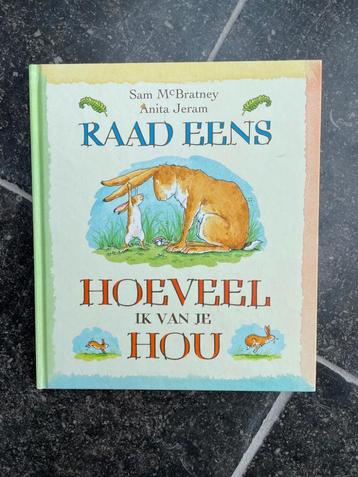 Sam McBratney
Anita Jeram
RAAD EENS
HOEVEEL
IK VAN JE
HOU